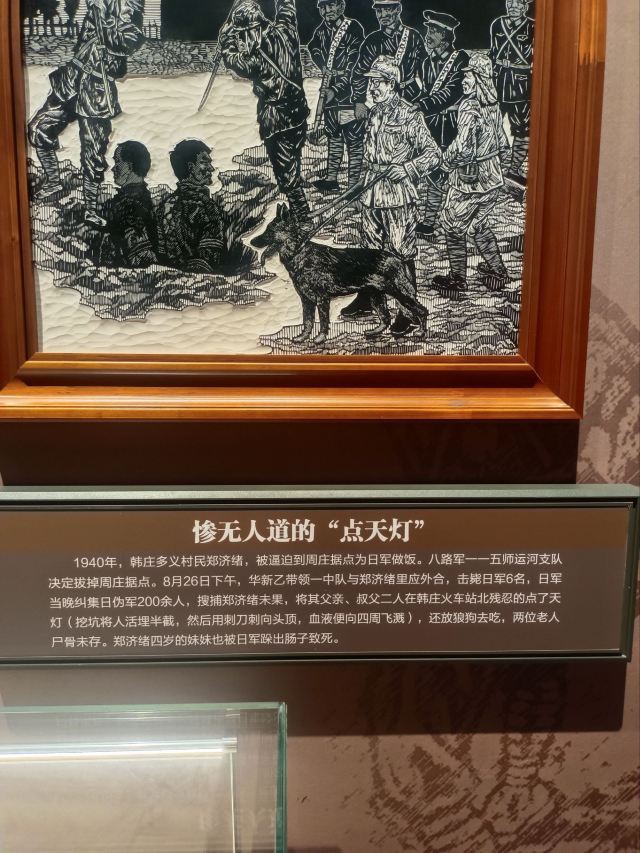 惨无人道的“点天灯”
1940年，韩庄多义村民郑济绪，被逼迫到周庄据点为日军做饭。八路军一一五师运河支队
决定拔掉周庄据点。8月26日下午，华新乙带领一中队与郑济绪里应外合，击毙日军6名，日军
当晚纠集日伪军200余人，搜捕郑济绪未果，将其父亲、叔父二人在韩庄火车站北残忍的点了天
灯（挖坑将人活埋半截，然后用刺刀刺向头顶，血液便向四周飞溅），还放狼狗去吃，两位老人
尸骨未存。郑济绪四岁的妹妹也被日军跺出肠子致死。